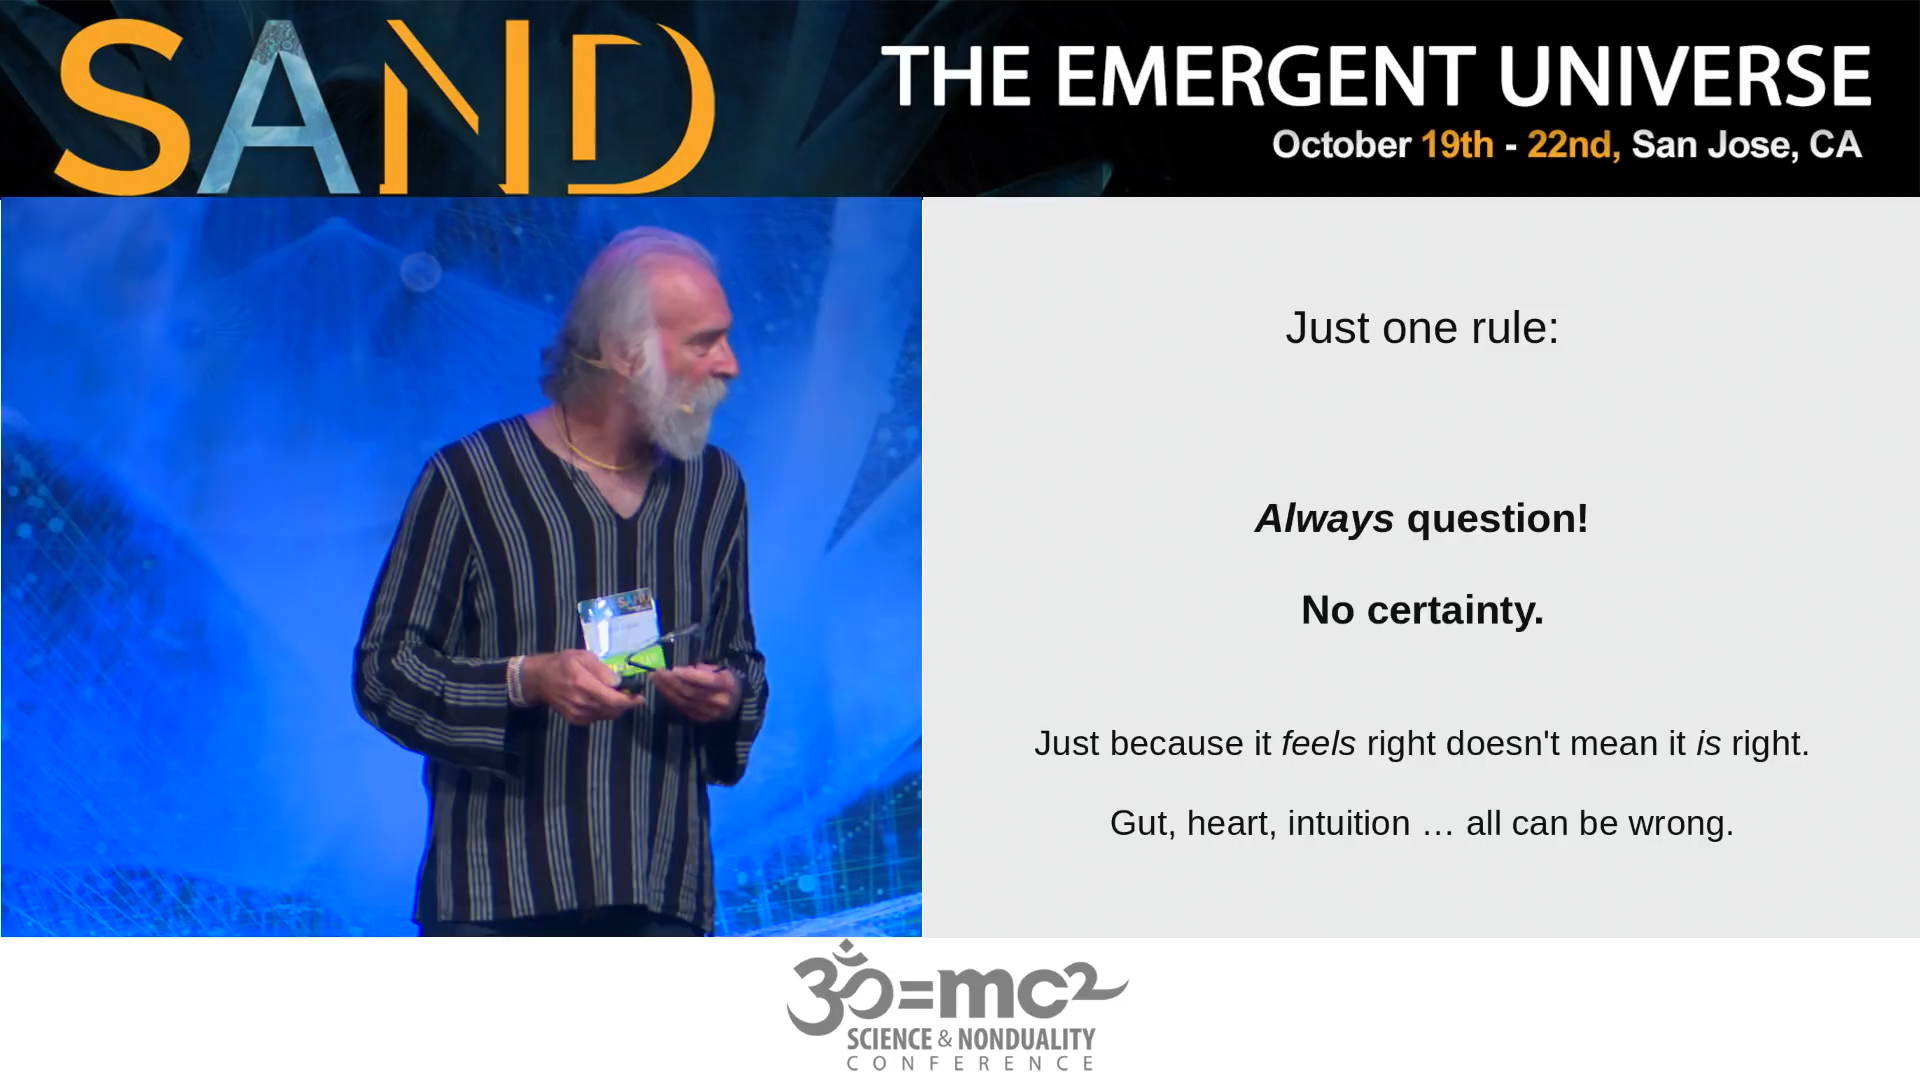 SAND
THE EMERGENT UNIVERSE
October 19th - 22nd, San Jose, CA
Just one rule:
Always question!
No certainty.
Just because it feels right doesn't mean it is right.
Gut, heart, intuition … all can be wrong.
SAND
ॐ=mc²
SCIENCE & NONDUALITY
CONFERENCE